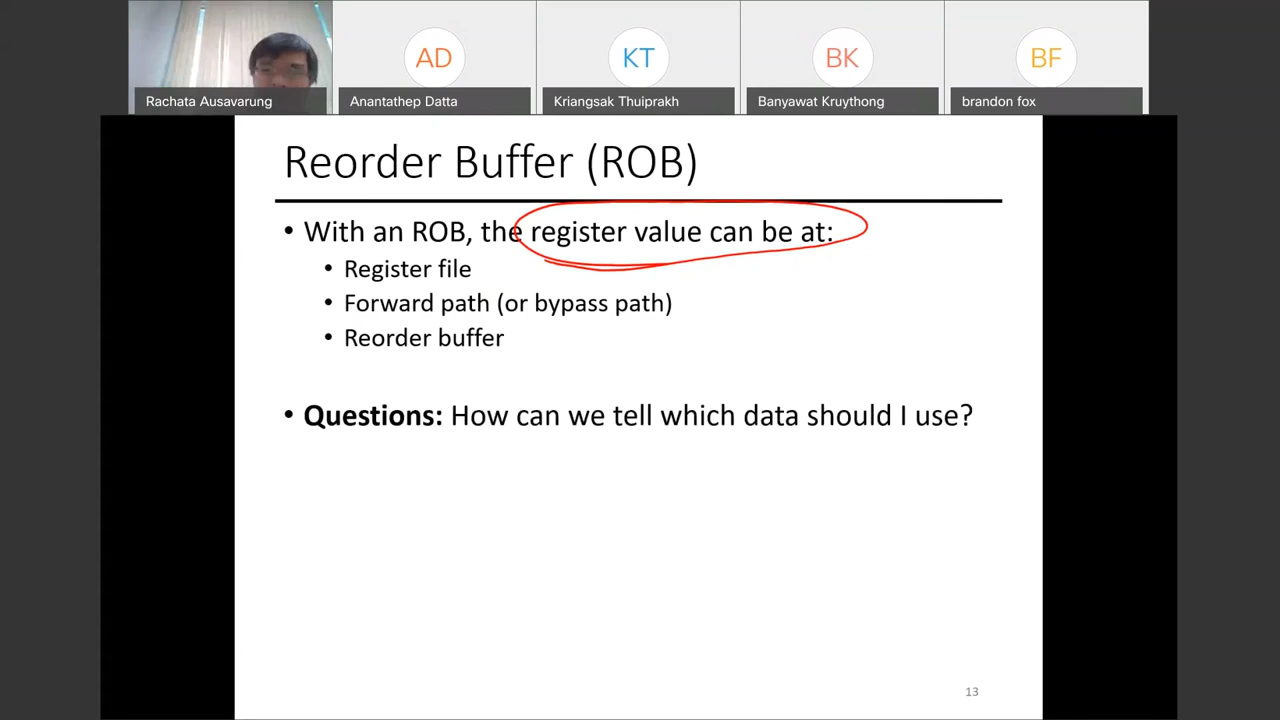 AD
KT
BK
BF
Rachata Ausavarung
Anantathep Datta
Kriangsak Thuiprakh
Banyawat Kruythong
brandon fox
Reorder Buffer (ROB)
• With an ROB, the register value can be at:
• Register file
• Forward path (or bypass path)
• Reorder buffer
• Questions: How can we tell which data should I use?
13